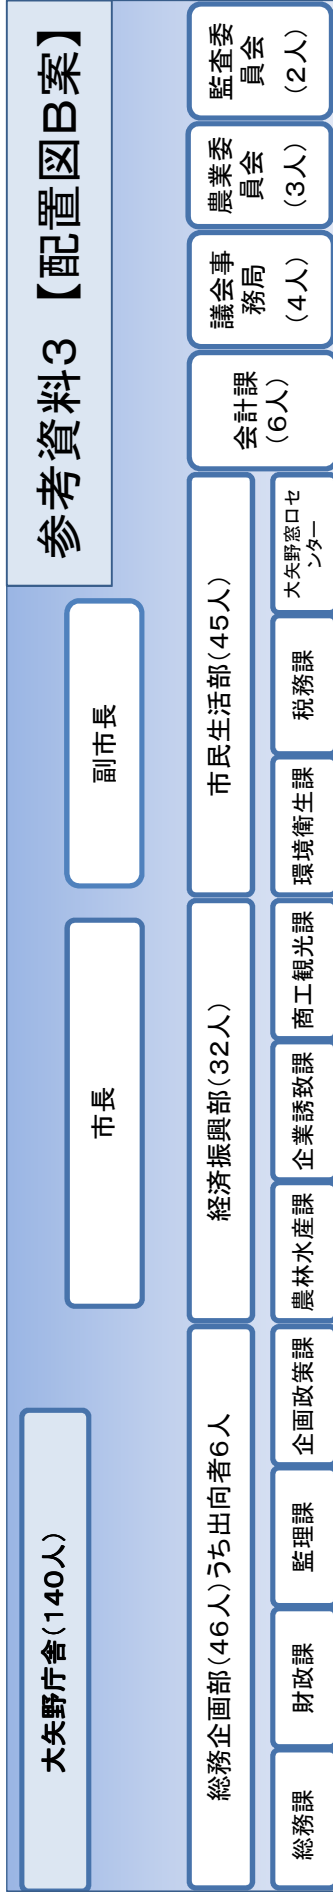 参考資料3 【配置図B案】
大矢野庁舎(140人)
市長
副市長
総務企画部(46人)うち出向者6人
経済振興部(32人)
市民生活部(45人)
会計課
(6人)
議会事
務局
(4人)
農業委
員会
(3人)
監査委
員会
(2人)
総務課
財政課
監理課
企画政策課
農林水産課
企業誘致課
商工観光課
環境衛生課
税務課
大矢野窓口セ
ンター